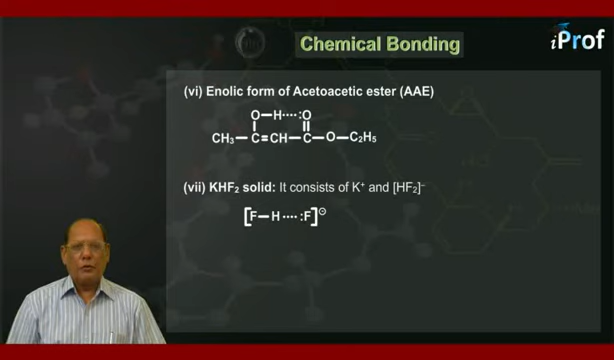 Chemical Bonding
iProf
(vi) Enolic form of Acetoacetic ester (AAE)
O—H····:O
CH₃—C=CH—C—O—C₂H₅
(vii) KHF₂ solid: It consists of K⁺ and [HF₂]⁻
[F—H····:F]⊖